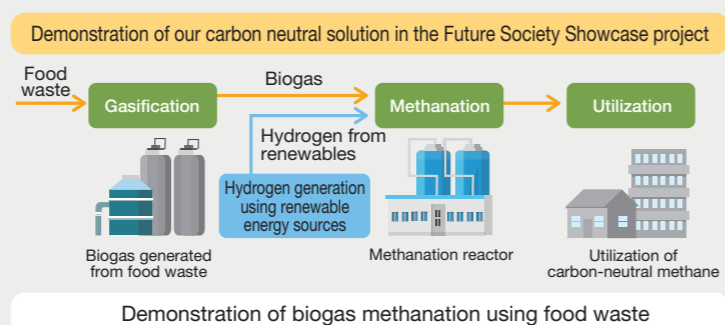 Demonstration of our carbon neutral solution in the Future Society Showcase project
Food
waste
Gasification
Biogas
Methanation
Utilization
Hydrogen from
renewables
Hydrogen generation
using renewable
energy sources
Biogas generated
from food waste
Methanation reactor
Utilization of
carbon-neutral methane
Demonstration of biogas methanation using food waste